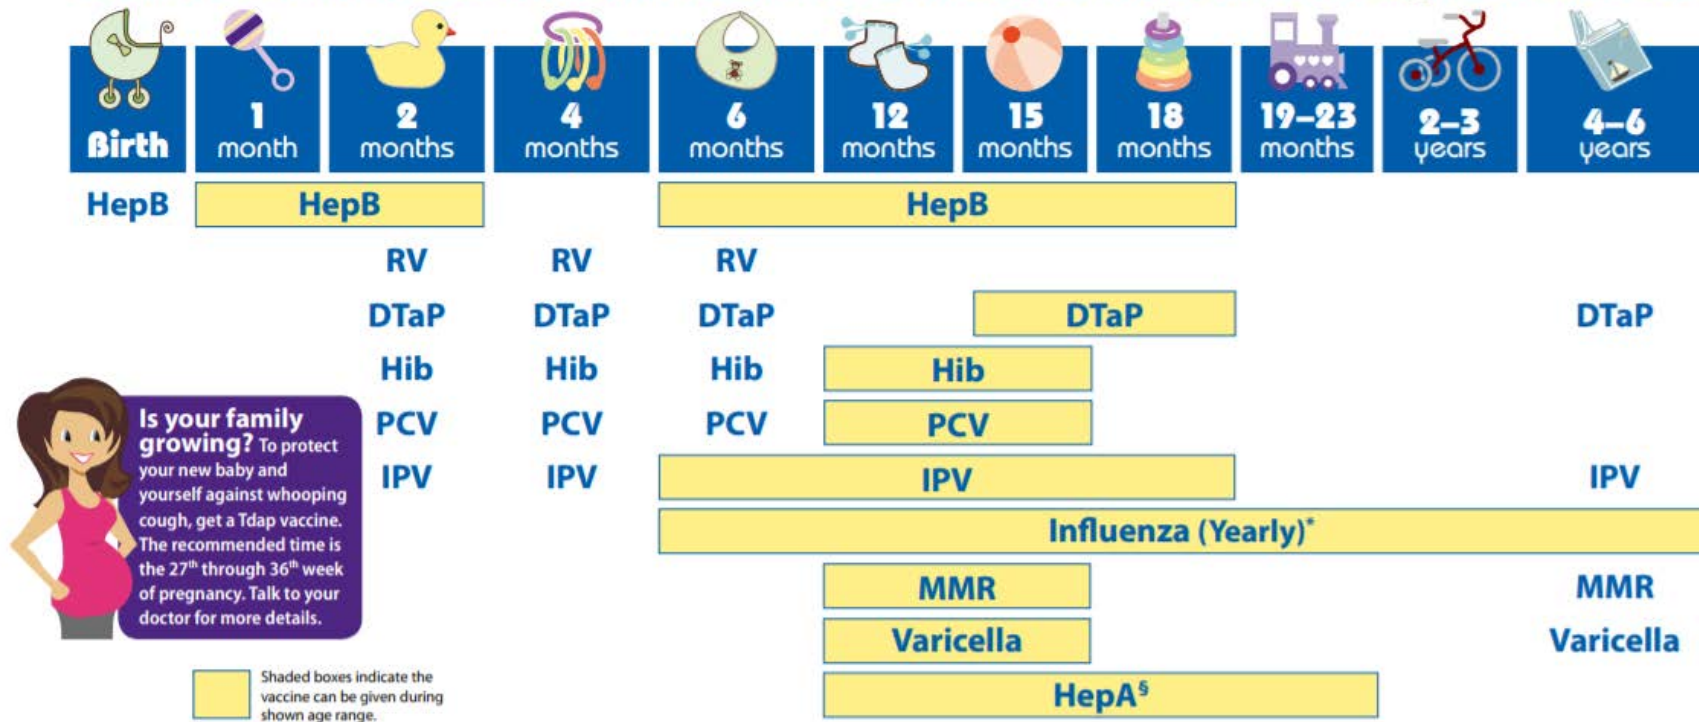 Birth
1
month
2
months
4
months
6
months
12
months
15
months
18
months
19–23
months
2–3
years
4–6
years
HepB HepB HepB
RV RV RV
DTaP DTaP DTaP DTaP DTaP
Hib Hib Hib Hib
PCV PCV PCV PCV
IPV IPV IPV IPV
Influenza (Yearly)*
MMR MMR
Varicella Varicella
HepA§
Is your family
growing? To protect
your new baby and
yourself against whooping
cough, get a Tdap vaccine.
The recommended time is
the 27th through 36th week
of pregnancy. Talk to your
doctor for more details.
Shaded boxes indicate the
vaccine can be given during
shown age range.